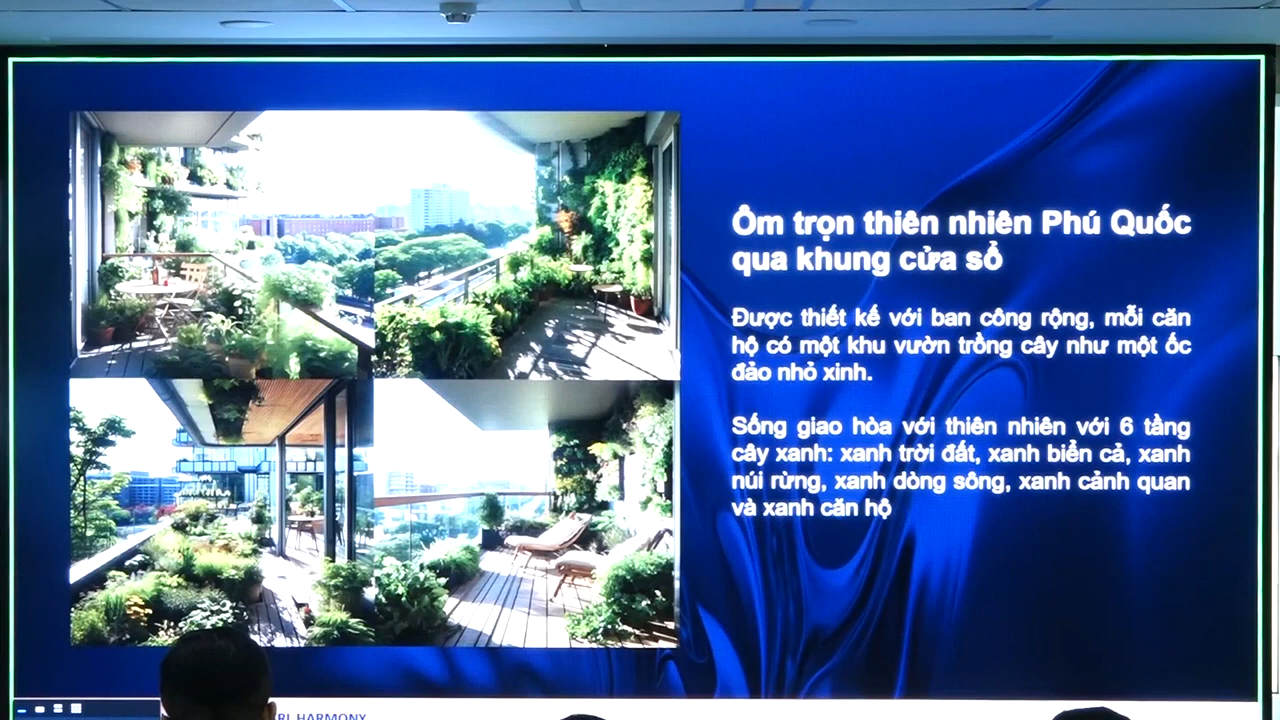 Ôm trọn thiên nhiên Phú Quốc
qua khung cửa sổ
Được thiết kế với ban công rộng, mỗi căn
hộ có một khu vườn trồng cây như một ốc
đảo nhỏ xinh.
Sống giao hòa với thiên nhiên với 6 tầng
cây xanh: xanh trời đất, xanh biển cả, xanh
núi rừng, xanh dòng sông, xanh cảnh quan
và xanh căn hộ
HARMONY